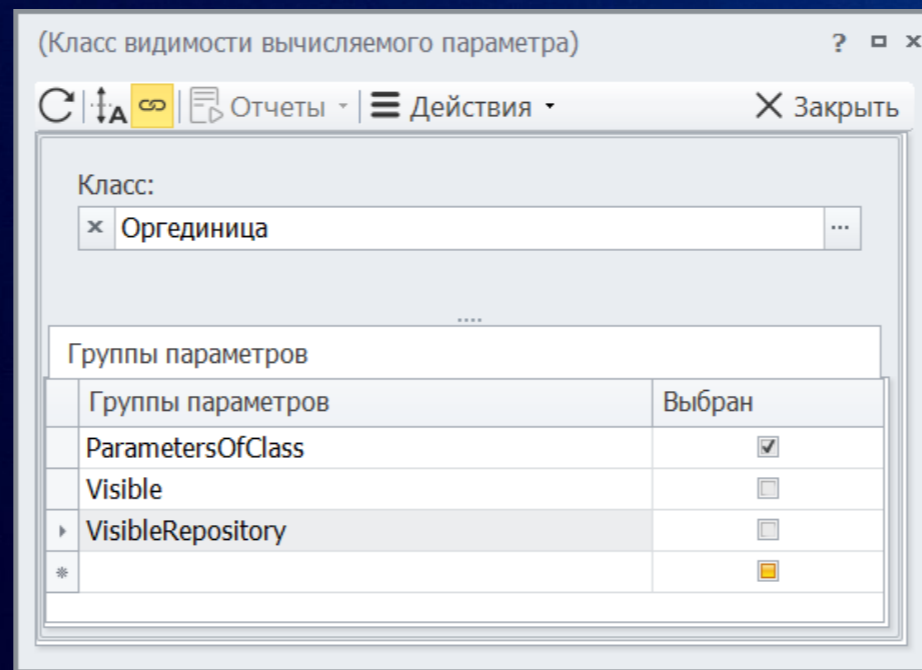 (Класс видимости вычисляемого параметра)
Отчеты Действия Закрыть
Класс:
Оргединица
Группы параметров
Группы параметров Выбран
ParametersOfClass
Visible
VisibleRepository